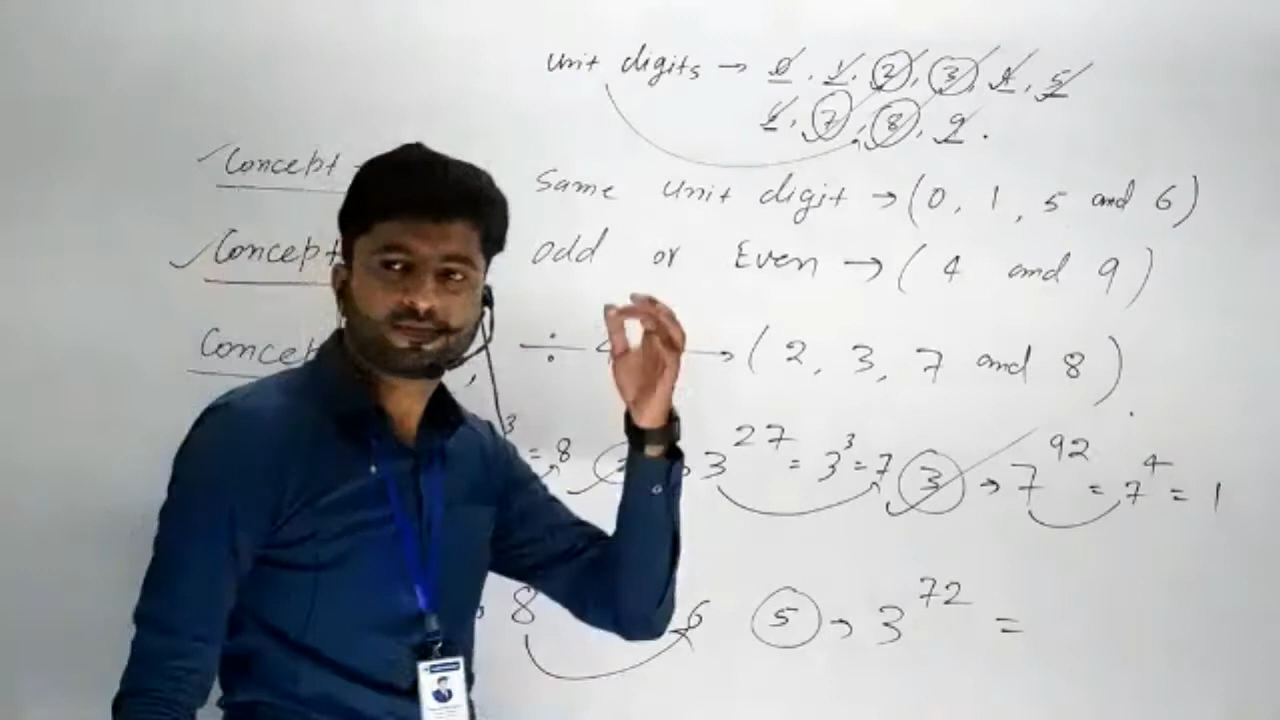 Unit digits → 0, 1, 2, 3, 4, 5,
6, 7, 8, 9.
Concept - Same Unit digit → (0, 1, 5 and 6)
Concept Odd or Even → (4 and 9)
÷ 4 → (2, 3, 7 and 8)
³ = 8 → 3²⁷ = 3³ = 7 ③ → 7⁹² = 7⁴ = 1
8 6 ⑤ → 3⁷² =